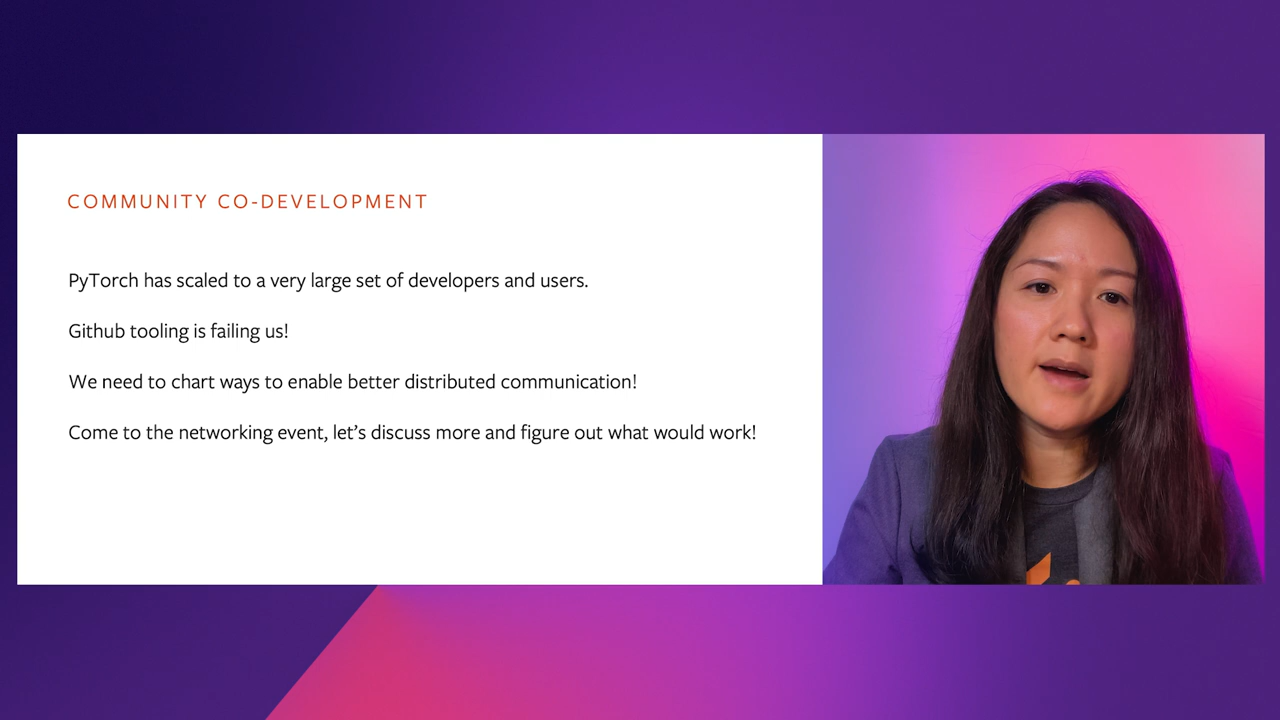 COMMUNITY CO-DEVELOPMENT
PyTorch has scaled to a very large set of developers and users.
Github tooling is failing us!
We need to chart ways to enable better distributed communication!
Come to the networking event, let’s discuss more and figure out what would work!